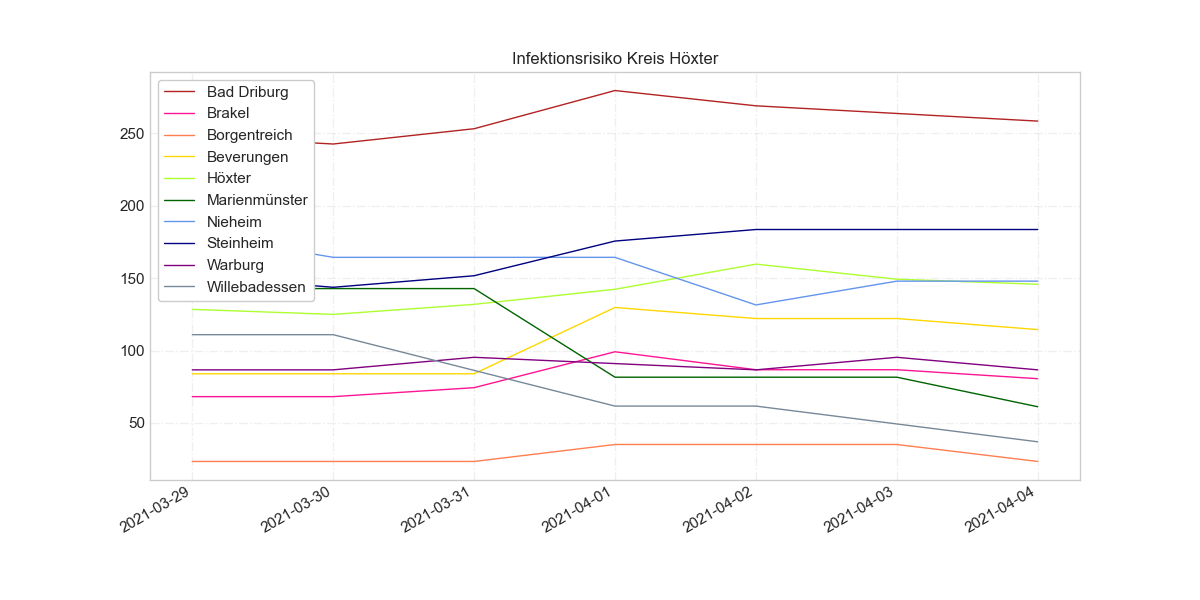 Infektionsrisiko Kreis Höxter
Bad Driburg
Brakel
Borgentreich
Beverungen
Höxter
Marienmünster
Nieheim
Steinheim
Warburg
Willebadessen
250
200
150
100
50
2021-03-29
2021-03-30
2021-03-31
2021-04-01
2021-04-02
2021-04-03
2021-04-04